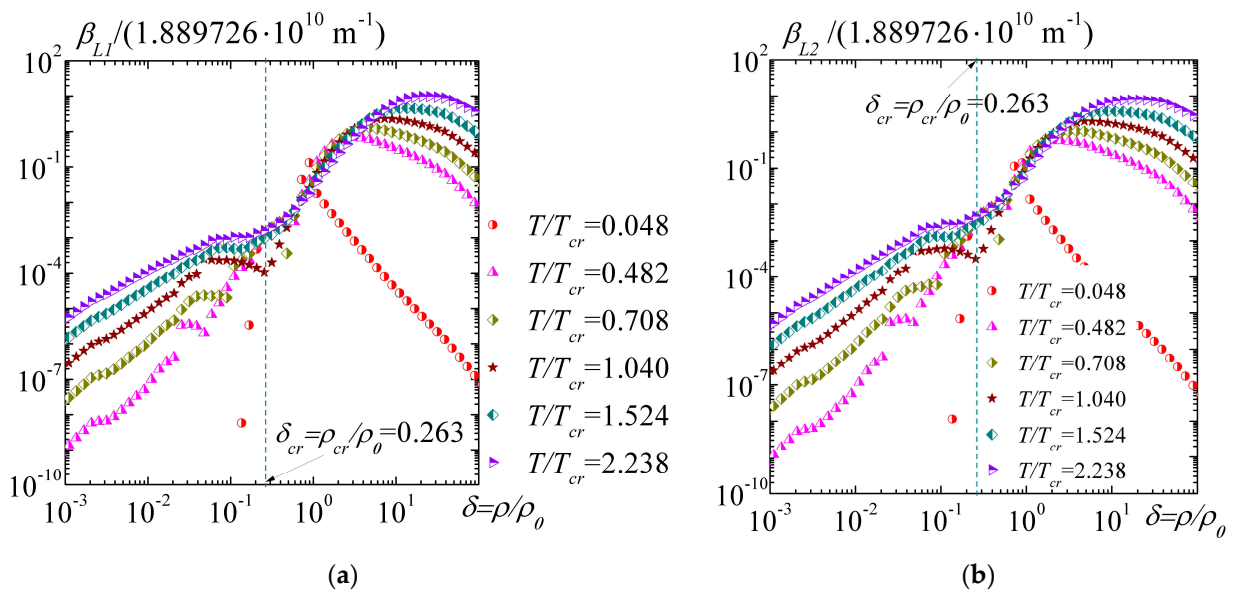 β_L1/(1.889726·10^10 m^-1)
10^2
10^-1
10^-4
10^-7
10^-10
10^-3
10^-2
10^-1
10^0
10^1
δ=ρ/ρ_0
δ_cr=ρ_cr/ρ_0=0.263
T/T_cr=0.048
T/T_cr=0.482
T/T_cr=0.708
T/T_cr=1.040
T/T_cr=1.524
T/T_cr=2.238
(a)
β_L2/(1.889726·10^10 m^-1)
10^2
10^-1
10^-4
10^-7
10^-10
10^-3
10^-2
10^-1
10^0
10^1
δ=ρ/ρ_0
δ_cr=ρ_cr/ρ_0=0.263
T/T_cr=0.048
T/T_cr=0.482
T/T_cr=0.708
T/T_cr=1.040
T/T_cr=1.524
T/T_cr=2.238
(b)